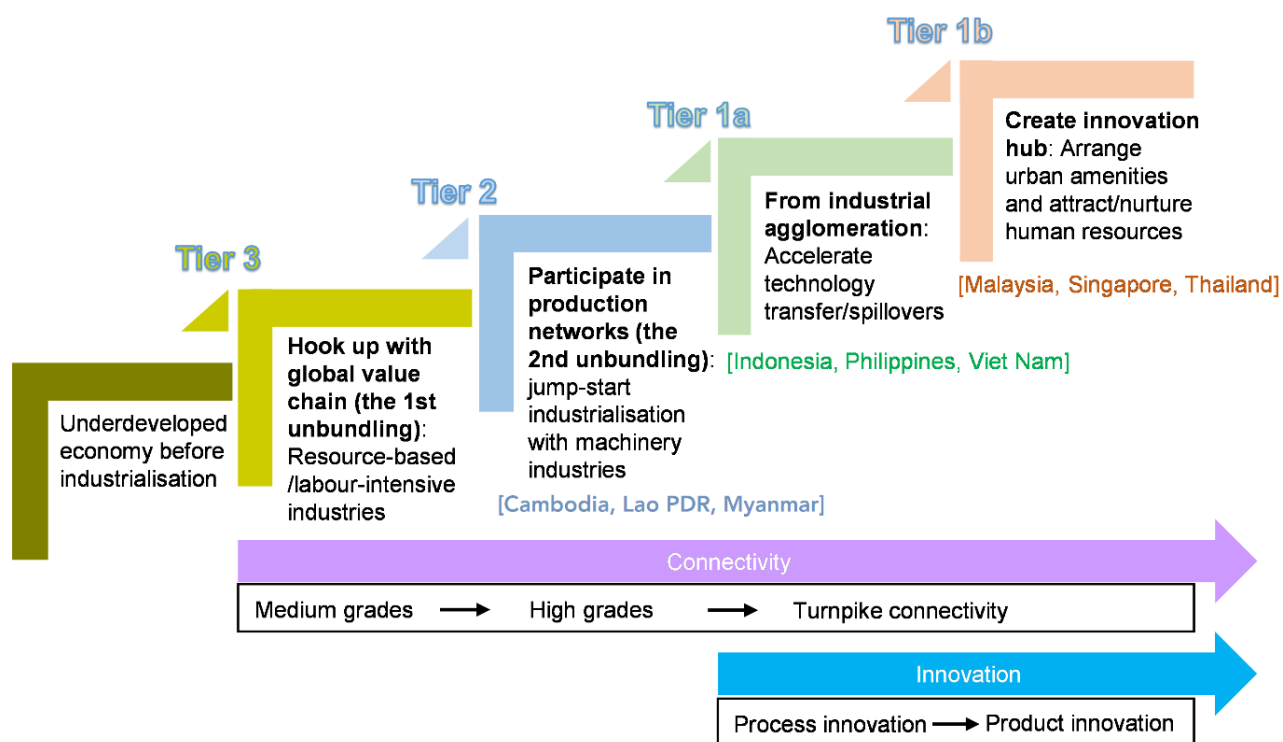 Tier 1b
Create innovation
hub: Arrange
urban amenities
and attract/nurture
human resources
[Malaysia, Singapore, Thailand]
Tier 1a
From industrial
agglomeration:
Accelerate
technology
transfer/spillovers
[Indonesia, Philippines, Viet Nam]
Tier 2
Participate in
production
networks (the
2nd unbundling):
jump-start
industrialisation
with machinery
industries
[Cambodia, Lao PDR, Myanmar]
Tier 3
Hook up with
global value
chain (the 1st
unbundling):
Resource-based
/labour-intensive
industries
Underdeveloped
economy before
industrialisation
Connectivity
Medium grades → High grades → Turnpike connectivity
Innovation
Process innovation → Product innovation